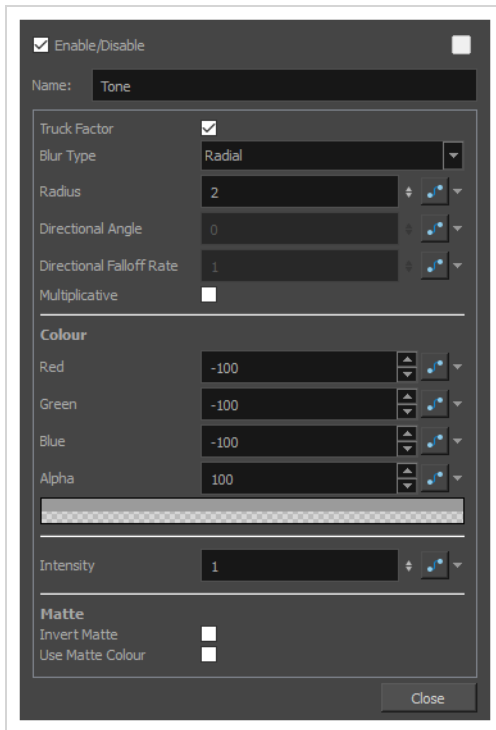 Enable/Disable
Name: Tone
Truck Factor
Blur Type Radial
Radius 2
Directional Angle 0
Directional Falloff Rate 1
Multiplicative
Colour
Red -100
Green -100
Blue -100
Alpha 100
Intensity 1
Matte
Invert Matte
Use Matte Colour
Close